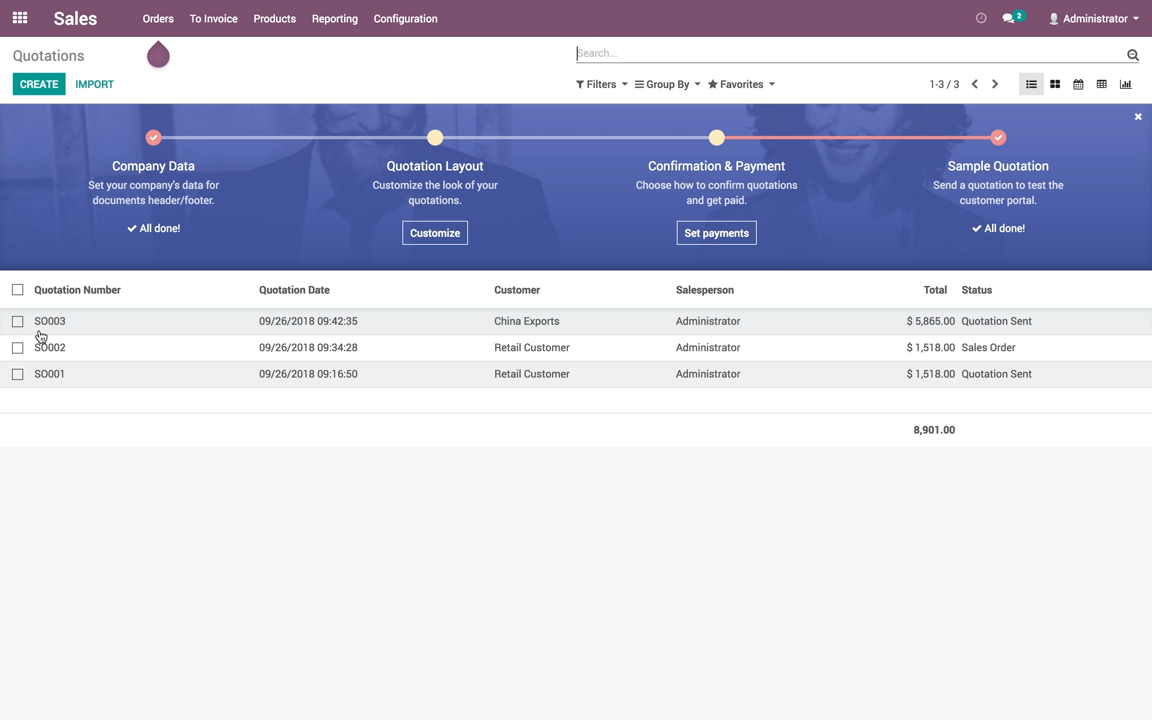 Sales Orders To Invoice Products Reporting Configuration 2 Administrator
Quotations Search...
CREATE IMPORT Filters Group By Favorites 1-3 / 3
Company Data Quotation Layout Confirmation & Payment Sample Quotation
Set your company's data for Customize the look of your Choose how to confirm quotations Send a quotation to test the
documents header/footer. quotations. and get paid. customer portal.
All done! Customize Set payments All done!
Quotation Number Quotation Date Customer Salesperson Total Status
SO003 09/26/2018 09:42:35 China Exports Administrator $ 5,865.00 Quotation Sent
SO002 09/26/2018 09:34:28 Retail Customer Administrator $ 1,518.00 Sales Order
SO001 09/26/2018 09:16:50 Retail Customer Administrator $ 1,518.00 Quotation Sent
8,901.00